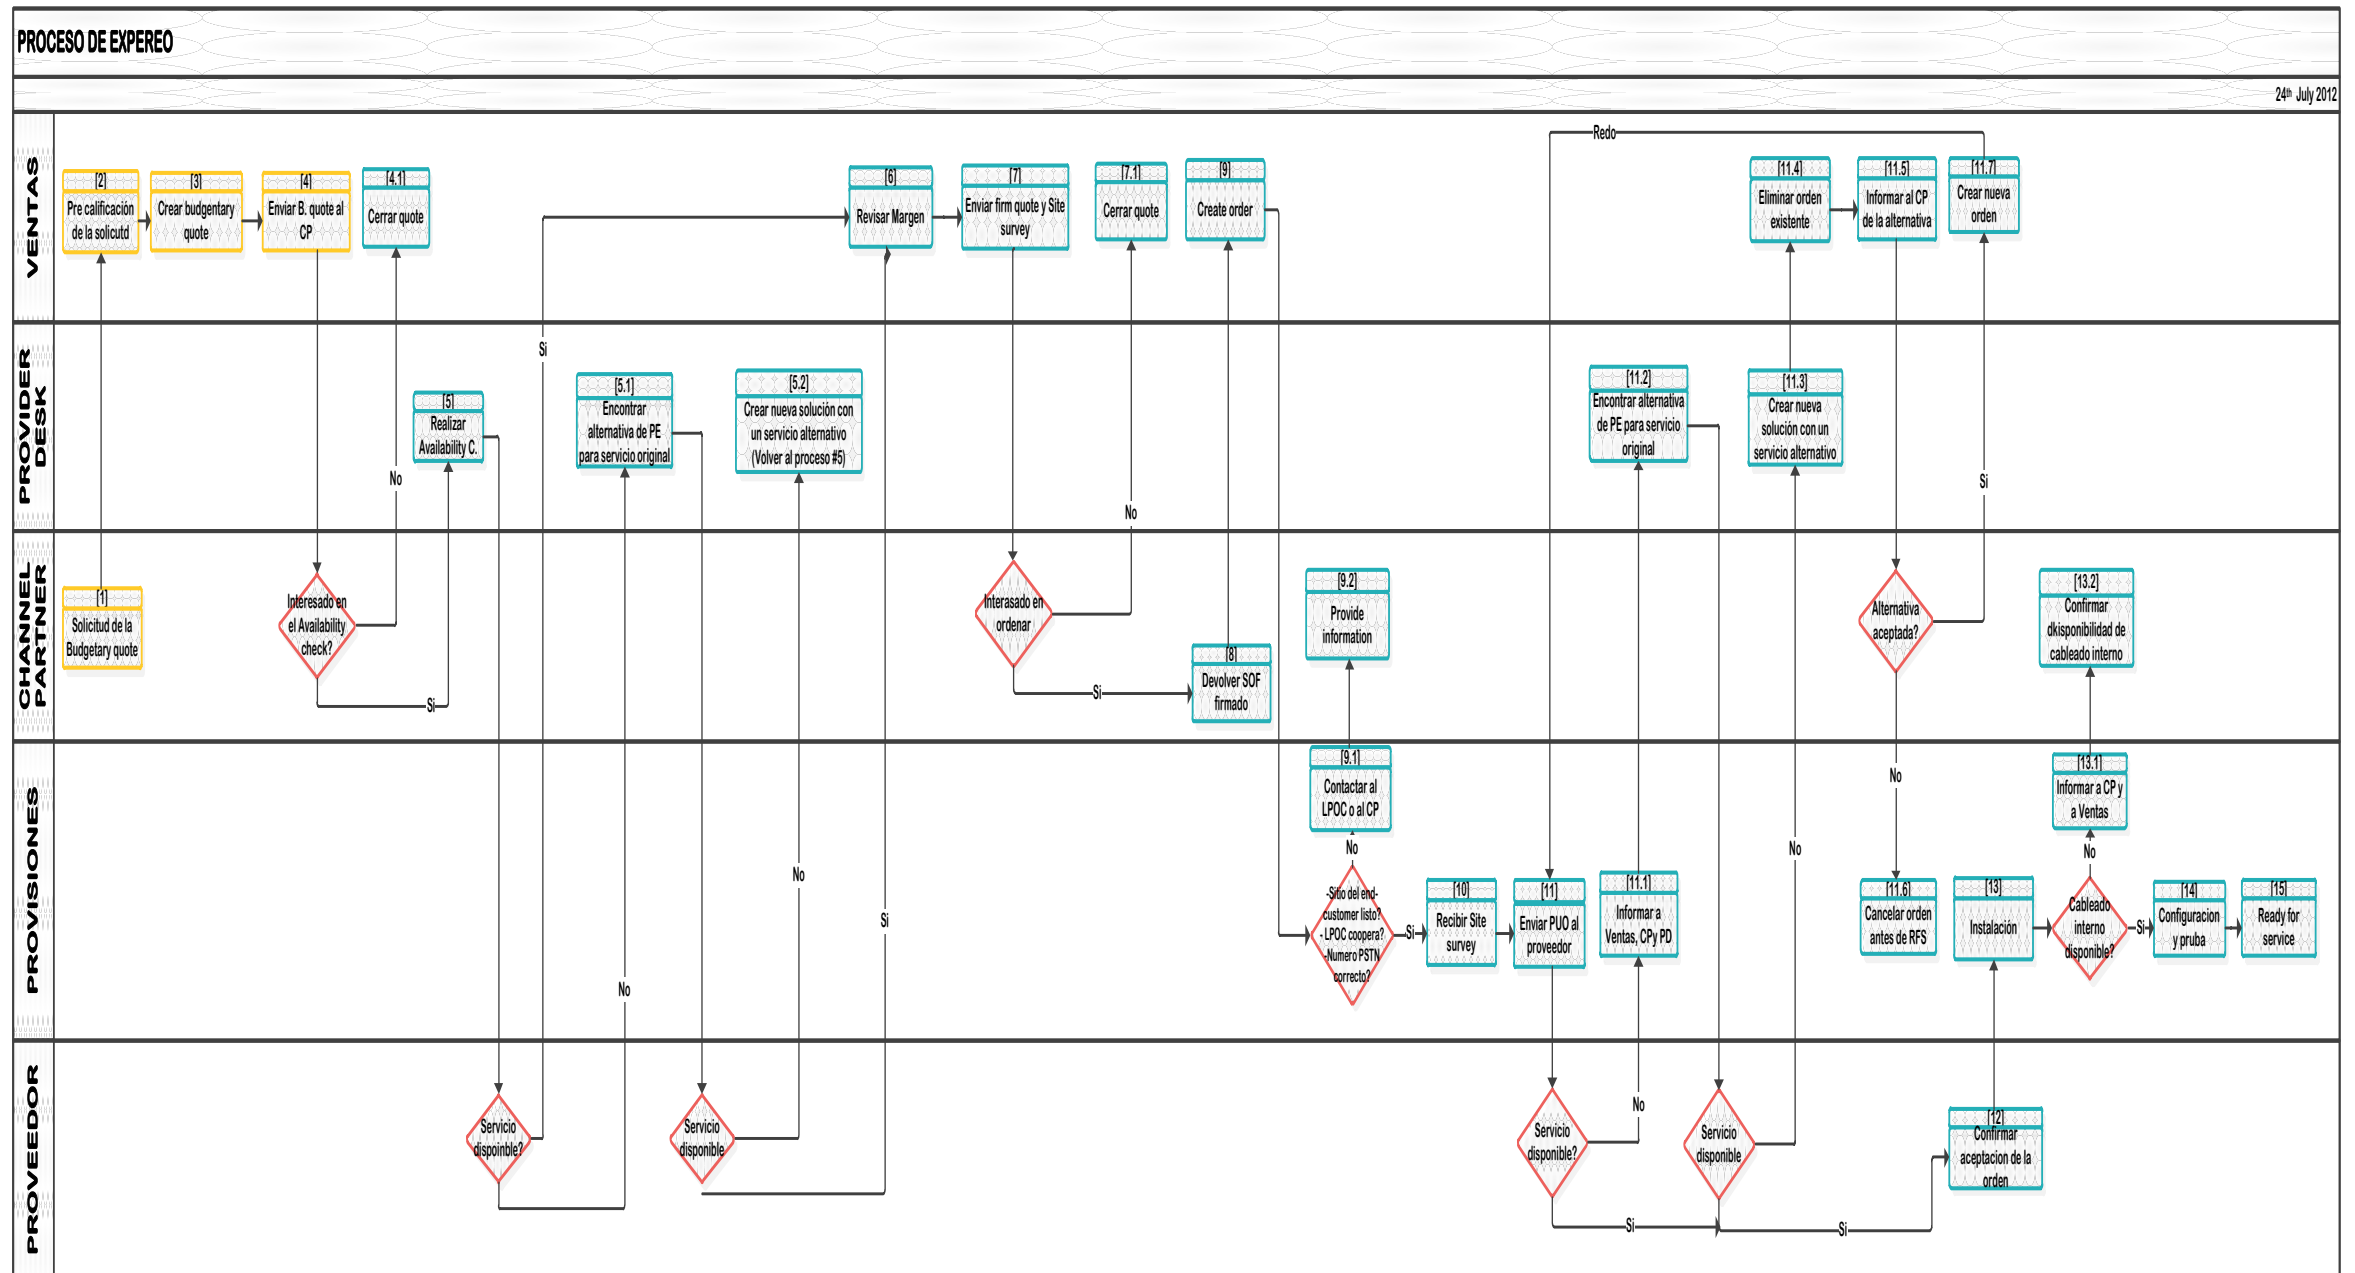 PROCESO DE EXPEREO
24th July 2012
VENTAS
[2]
Pre calificación
de la solicutd
[3]
Crear budgentary
quote
[4]
Enviar B. quote al
CP
[4.1]
Cerrar quote
[6]
Revisar Margen
[7]
Enviar firm quote y Site
survey
[7.1]
Cerrar quote
[9]
Create order
Redo
[11.4]
Eliminar orden
existente
[11.5]
Informar al CP
de la alternativa
[11.7]
Crear nueva
orden
PROVIDER
DESK
Si
[5]
Realizar
Availability C.
No
[5.1]
Encontrar
alternativa de PE
para servicio original
[5.2]
Crear nueva solución con
un servicio alternativo
(Volver al proceso #5)
No
[11.2]
Encontrar alternativa
de PE para servicio
original
[11.3]
Crear nueva
solución con un
servicio alternativo
Si
CHANNEL
PARTNER
[1]
Solicitud de la
Budgetary quote
Interesado en
el Availability
check?
Si
Interasado en
ordenar
Si
[8]
Devolver SOF
firmado
[9.2]
Provide
information
Alternativa
aceptada?
[13.2]
Confirmar
dkisponibilidad de
cableado interno
PROVISIONES
No
Si
No
[9.1]
Contactar al
LPOC o al CP
No
-Sitio del end-
customer listo?
- LPOC coopera?
-Numero PSTN
correcto?
Si
[10]
Recibir Site
survey
[11]
Enviar PUO al
proveedor
[11.1]
Informar a
Ventas, CPy PD
No
No
[11.6]
Cancelar orden
antes de RFS
[13]
Instalación
[13.1]
Informar a CP y
a Ventas
No
Cableado
interno
disponible?
Si
[14]
Configuracion
y pruba
[15]
Ready for
service
PROVEEDOR
Servicio
dispoinble?
Servicio
disponible
Servicio
disponible?
No
Si
Servicio
disponible
Si
[12]
Confirmar
aceptacion de la
orden